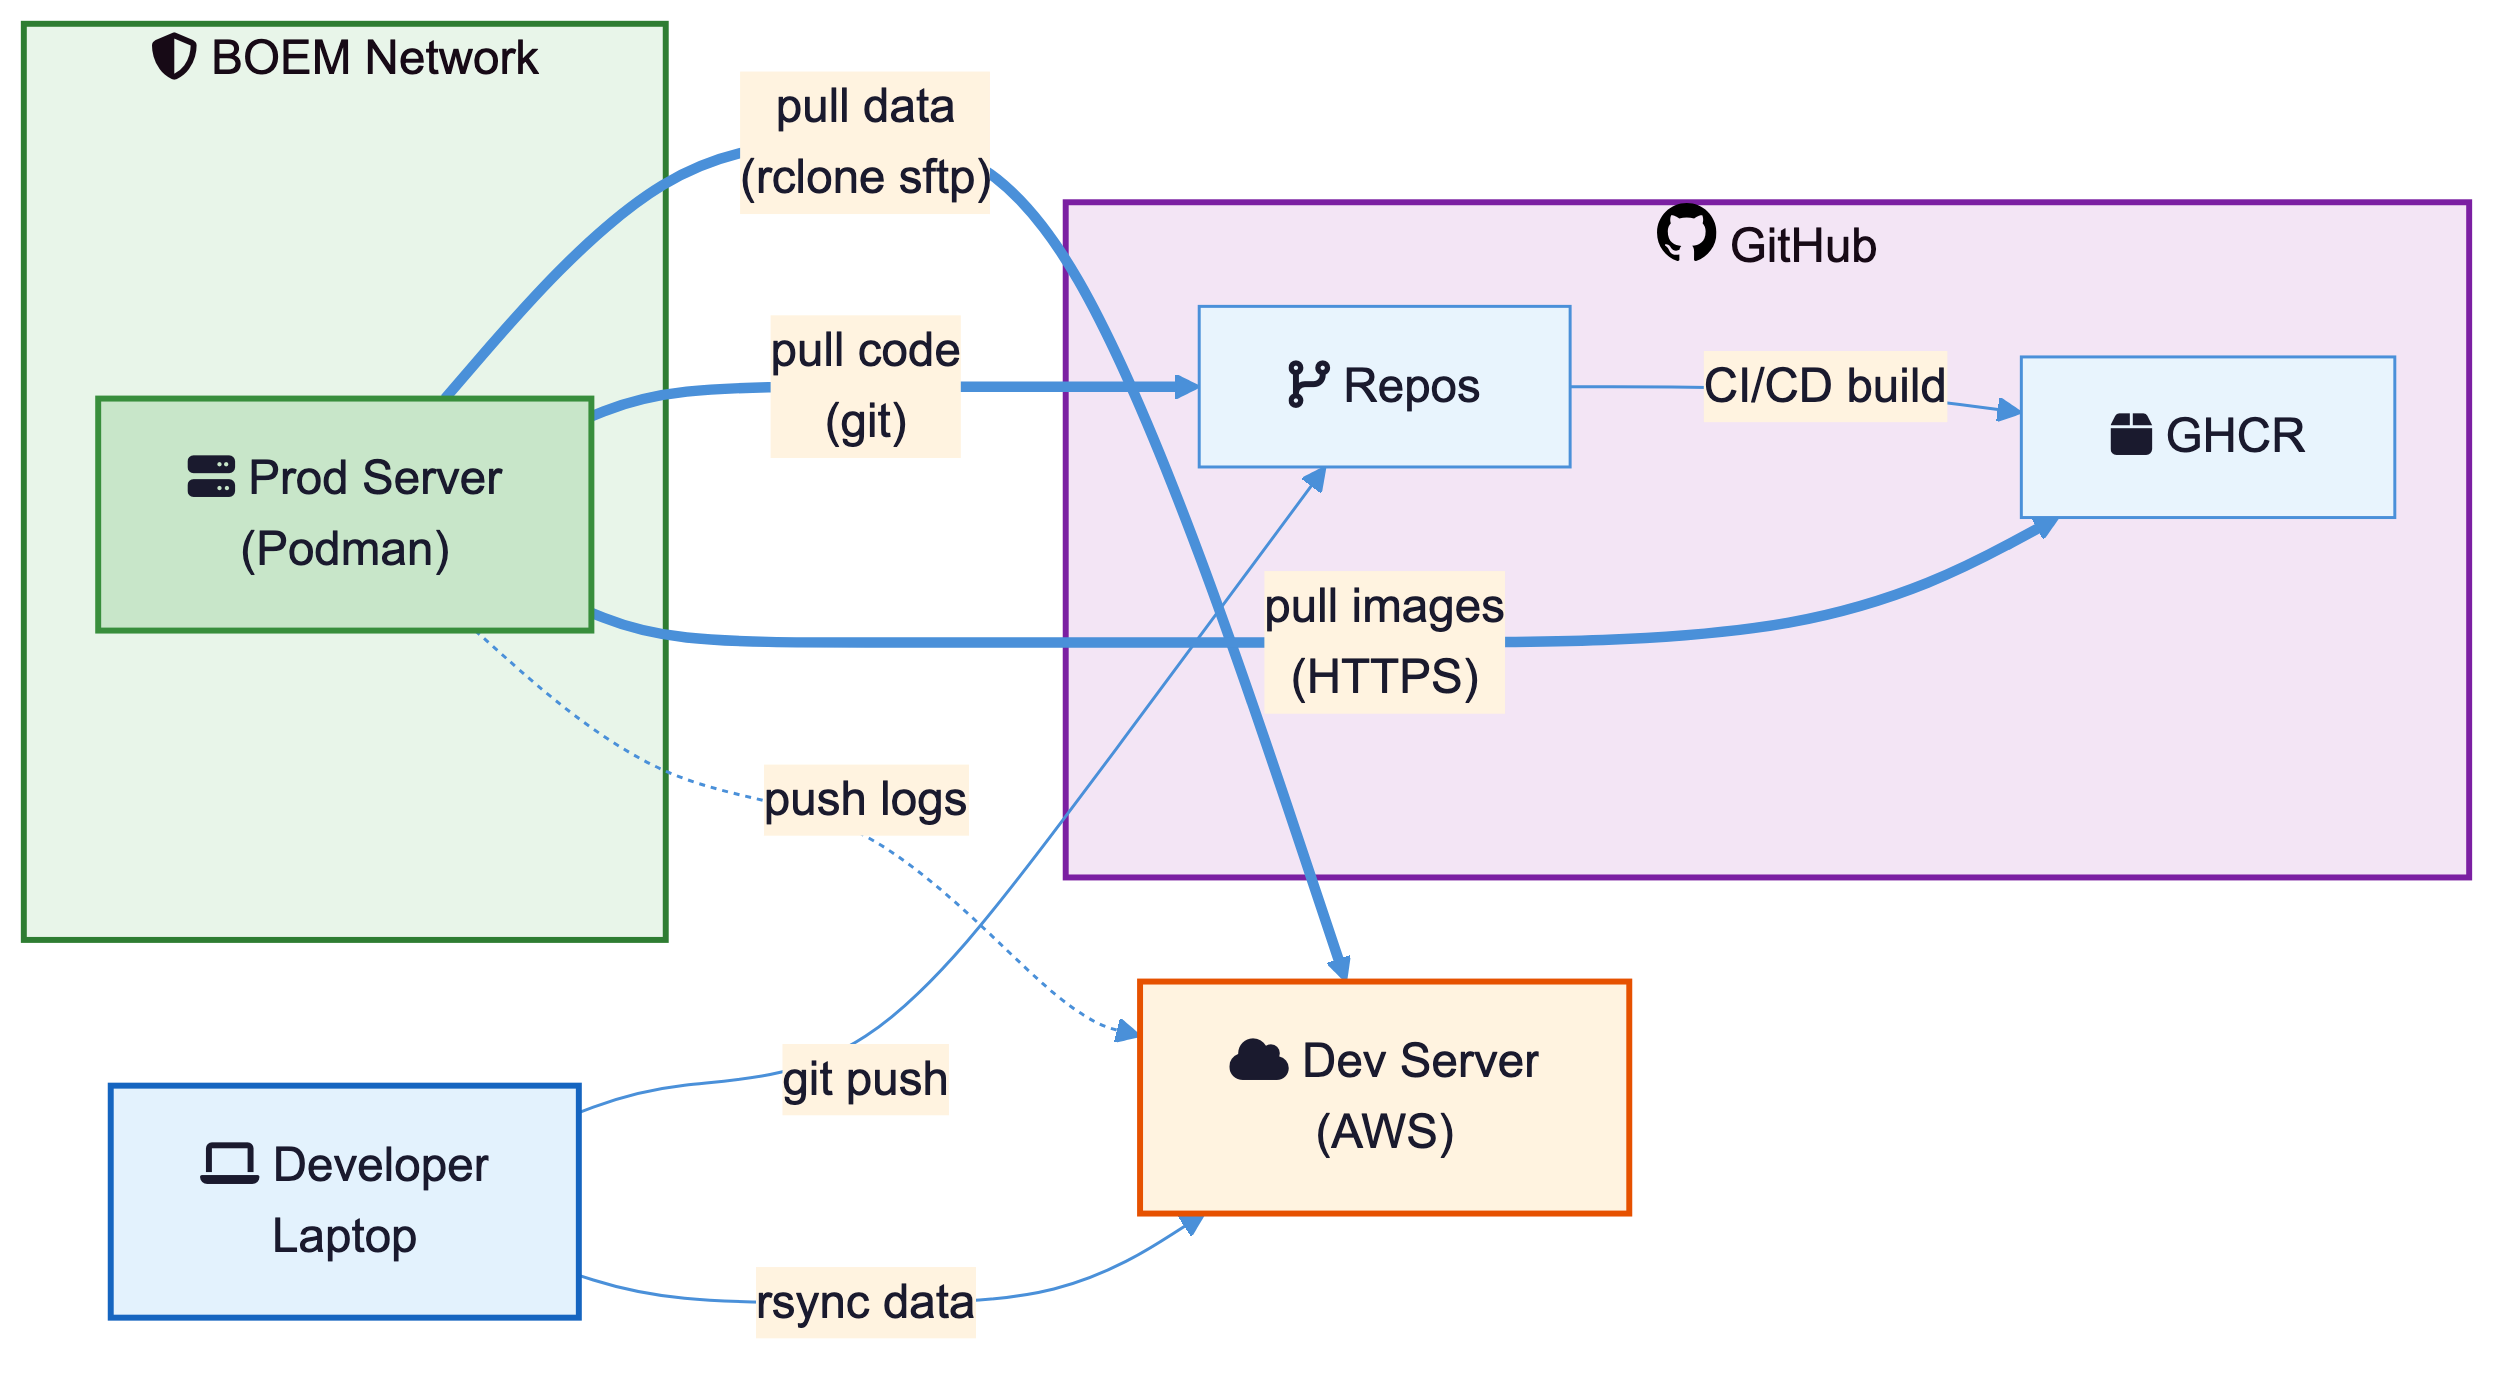 BOEM Network
pull data
(rclone sftp)
GitHub
pull code
(git)
Repos
CI/CD build
GHCR
Prod Server
(Podman)
pull images
(HTTPS)
push logs
git push
Dev Server
(AWS)
Developer
Laptop
rsync data